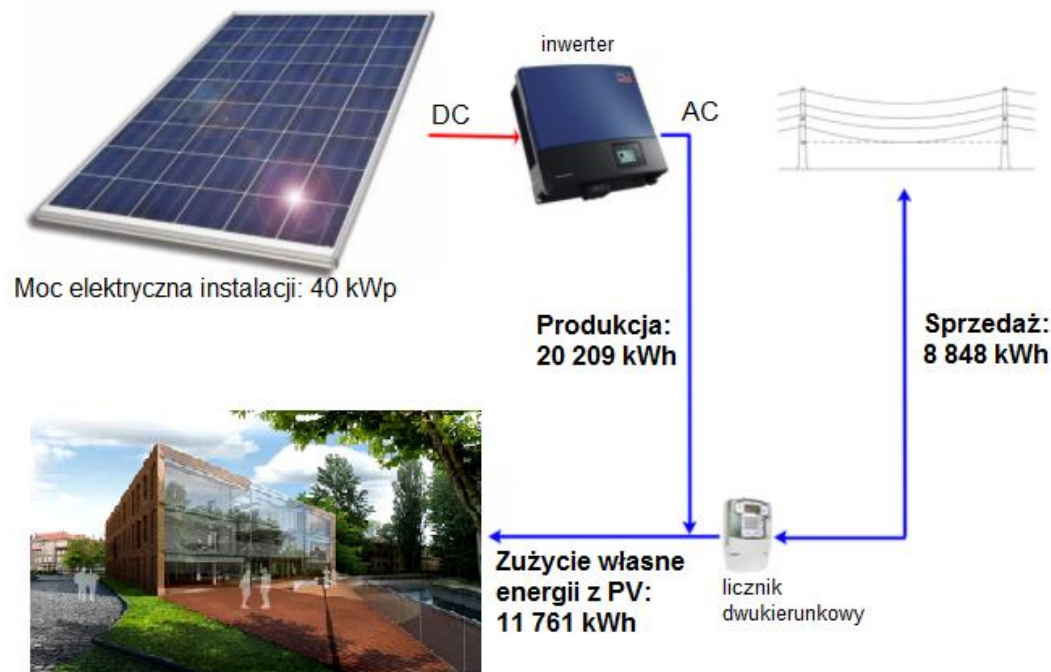 inwerter
DC
AC
Moc elektryczna instalacji: 40 kWp
Produkcja:
20 209 kWh
Sprzedaż:
8 848 kWh
Zużycie własne
energii z PV:
11 761 kWh
licznik
dwukierunkowy